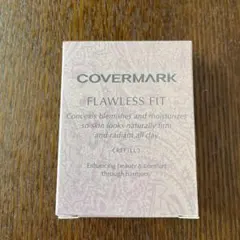 COVERMARK
FLAWLESS FIT
Conceals blemishes and moisturizes
so skin looks naturally firm
and radiant all day.
Enhancing beauty & comfort
through humanity